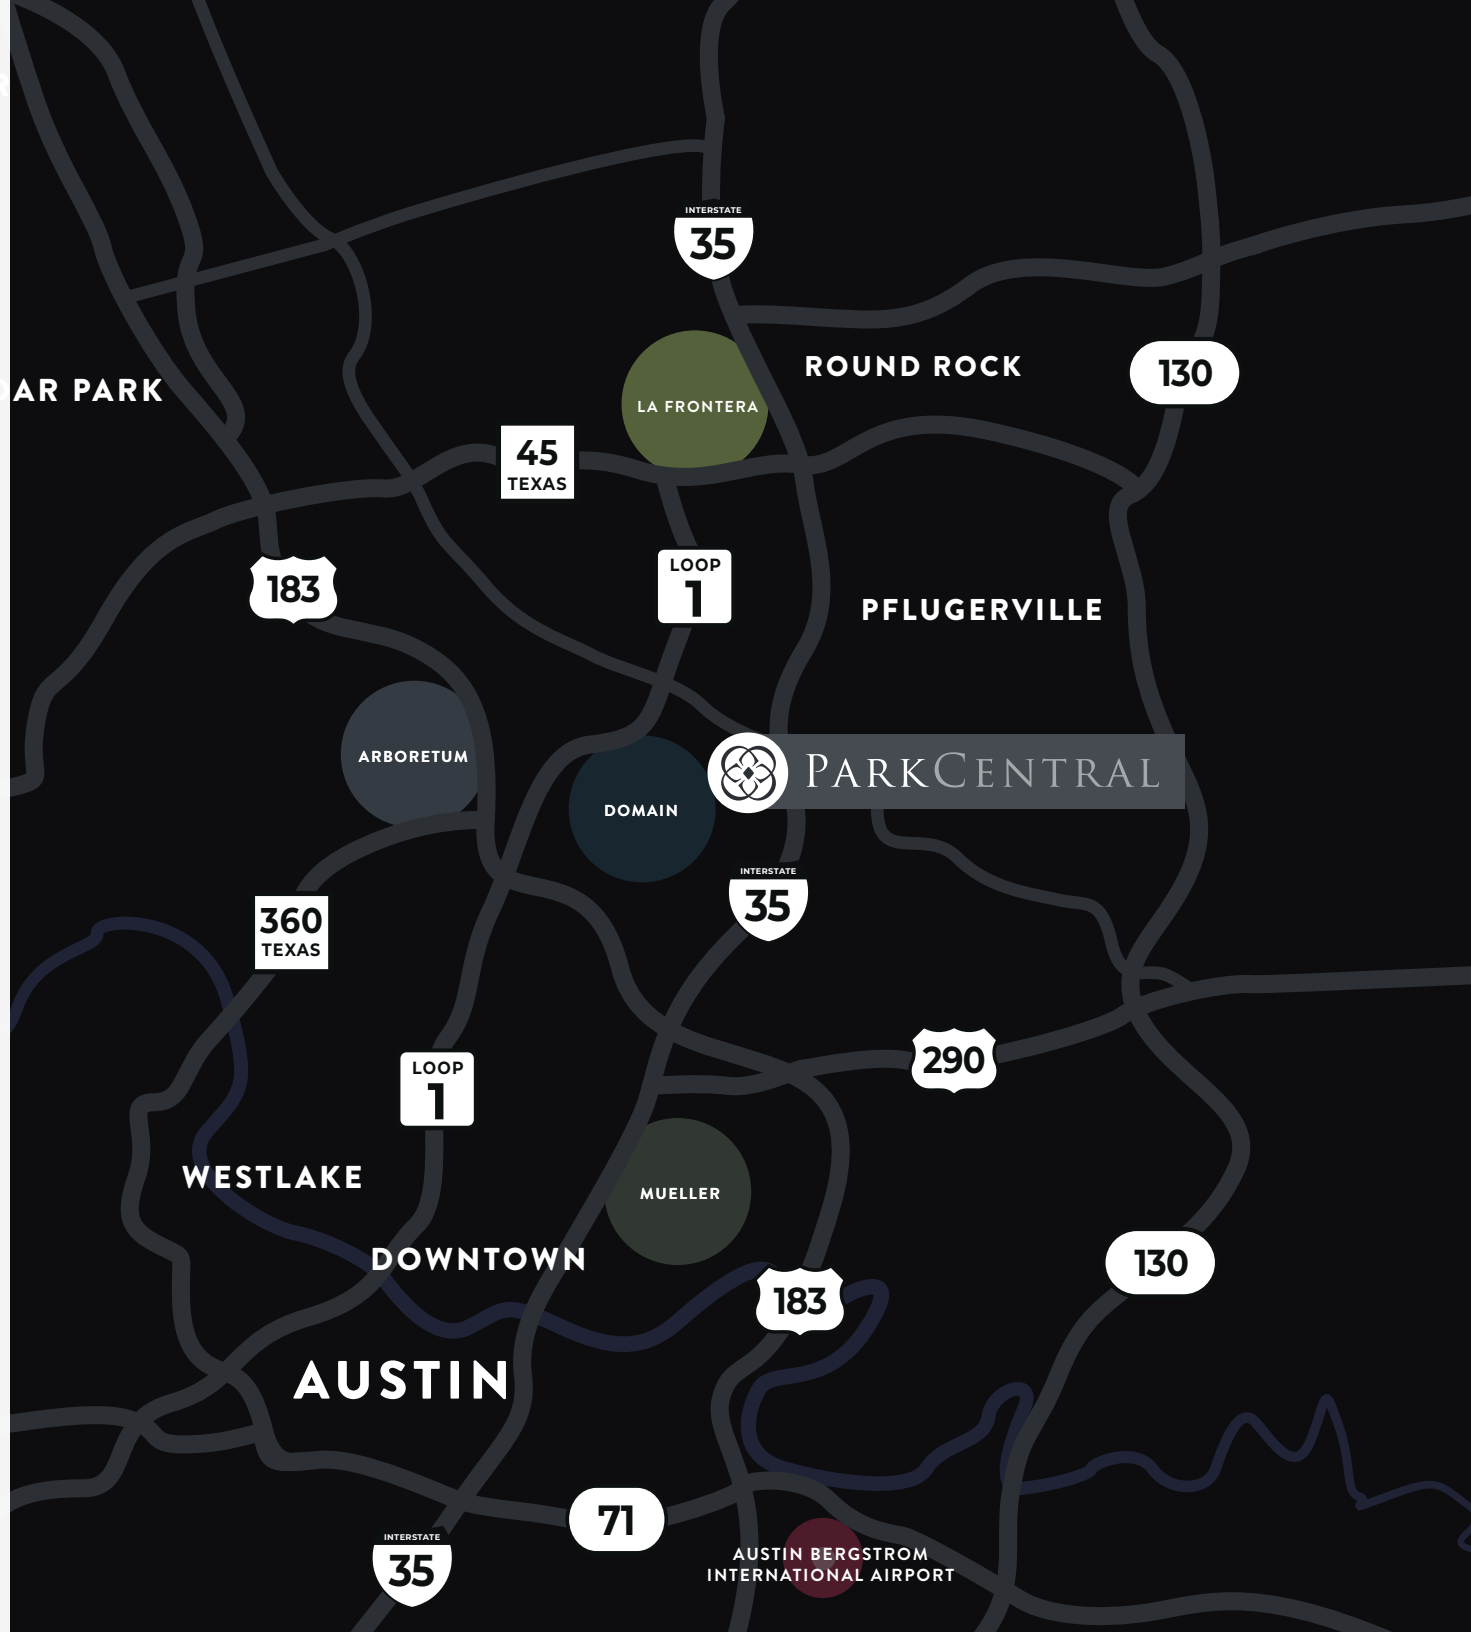 INTERSTATE
35
ROUND ROCK
130
AR PARK
LA FRONTERA
45
TEXAS
LOOP
1
183
PFLUGERVILLE
ARBORETUM
DOMAIN
PARKCENTRAL
INTERSTATE
35
360
TEXAS
290
LOOP
1
WESTLAKE
MUELLER
DOWNTOWN
130
183
AUSTIN
71
INTERSTATE
35
AUSTIN BERGSTROM
INTERNATIONAL AIRPORT